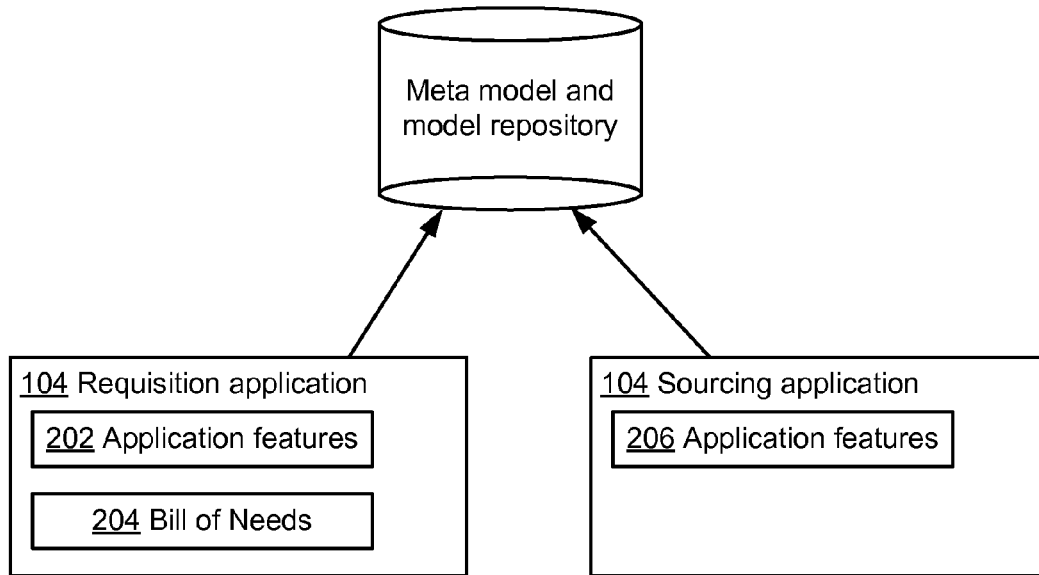 Meta model and
model repository
104 Requisition application
202 Application features
204 Bill of Needs
104 Sourcing application
206 Application features